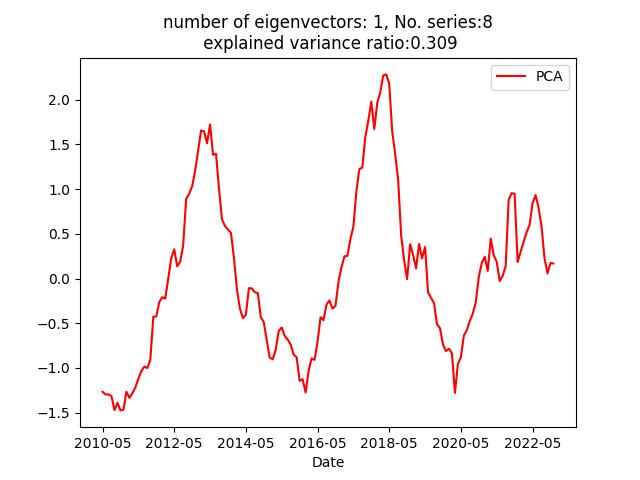 number of eigenvectors: 1, No. series:8
explained variance ratio:0.309
PCA
2.0
1.5
1.0
0.5
0.0
−0.5
−1.0
−1.5
2010-05 2012-05 2014-05 2016-05 2018-05 2020-05 2022-05
Date